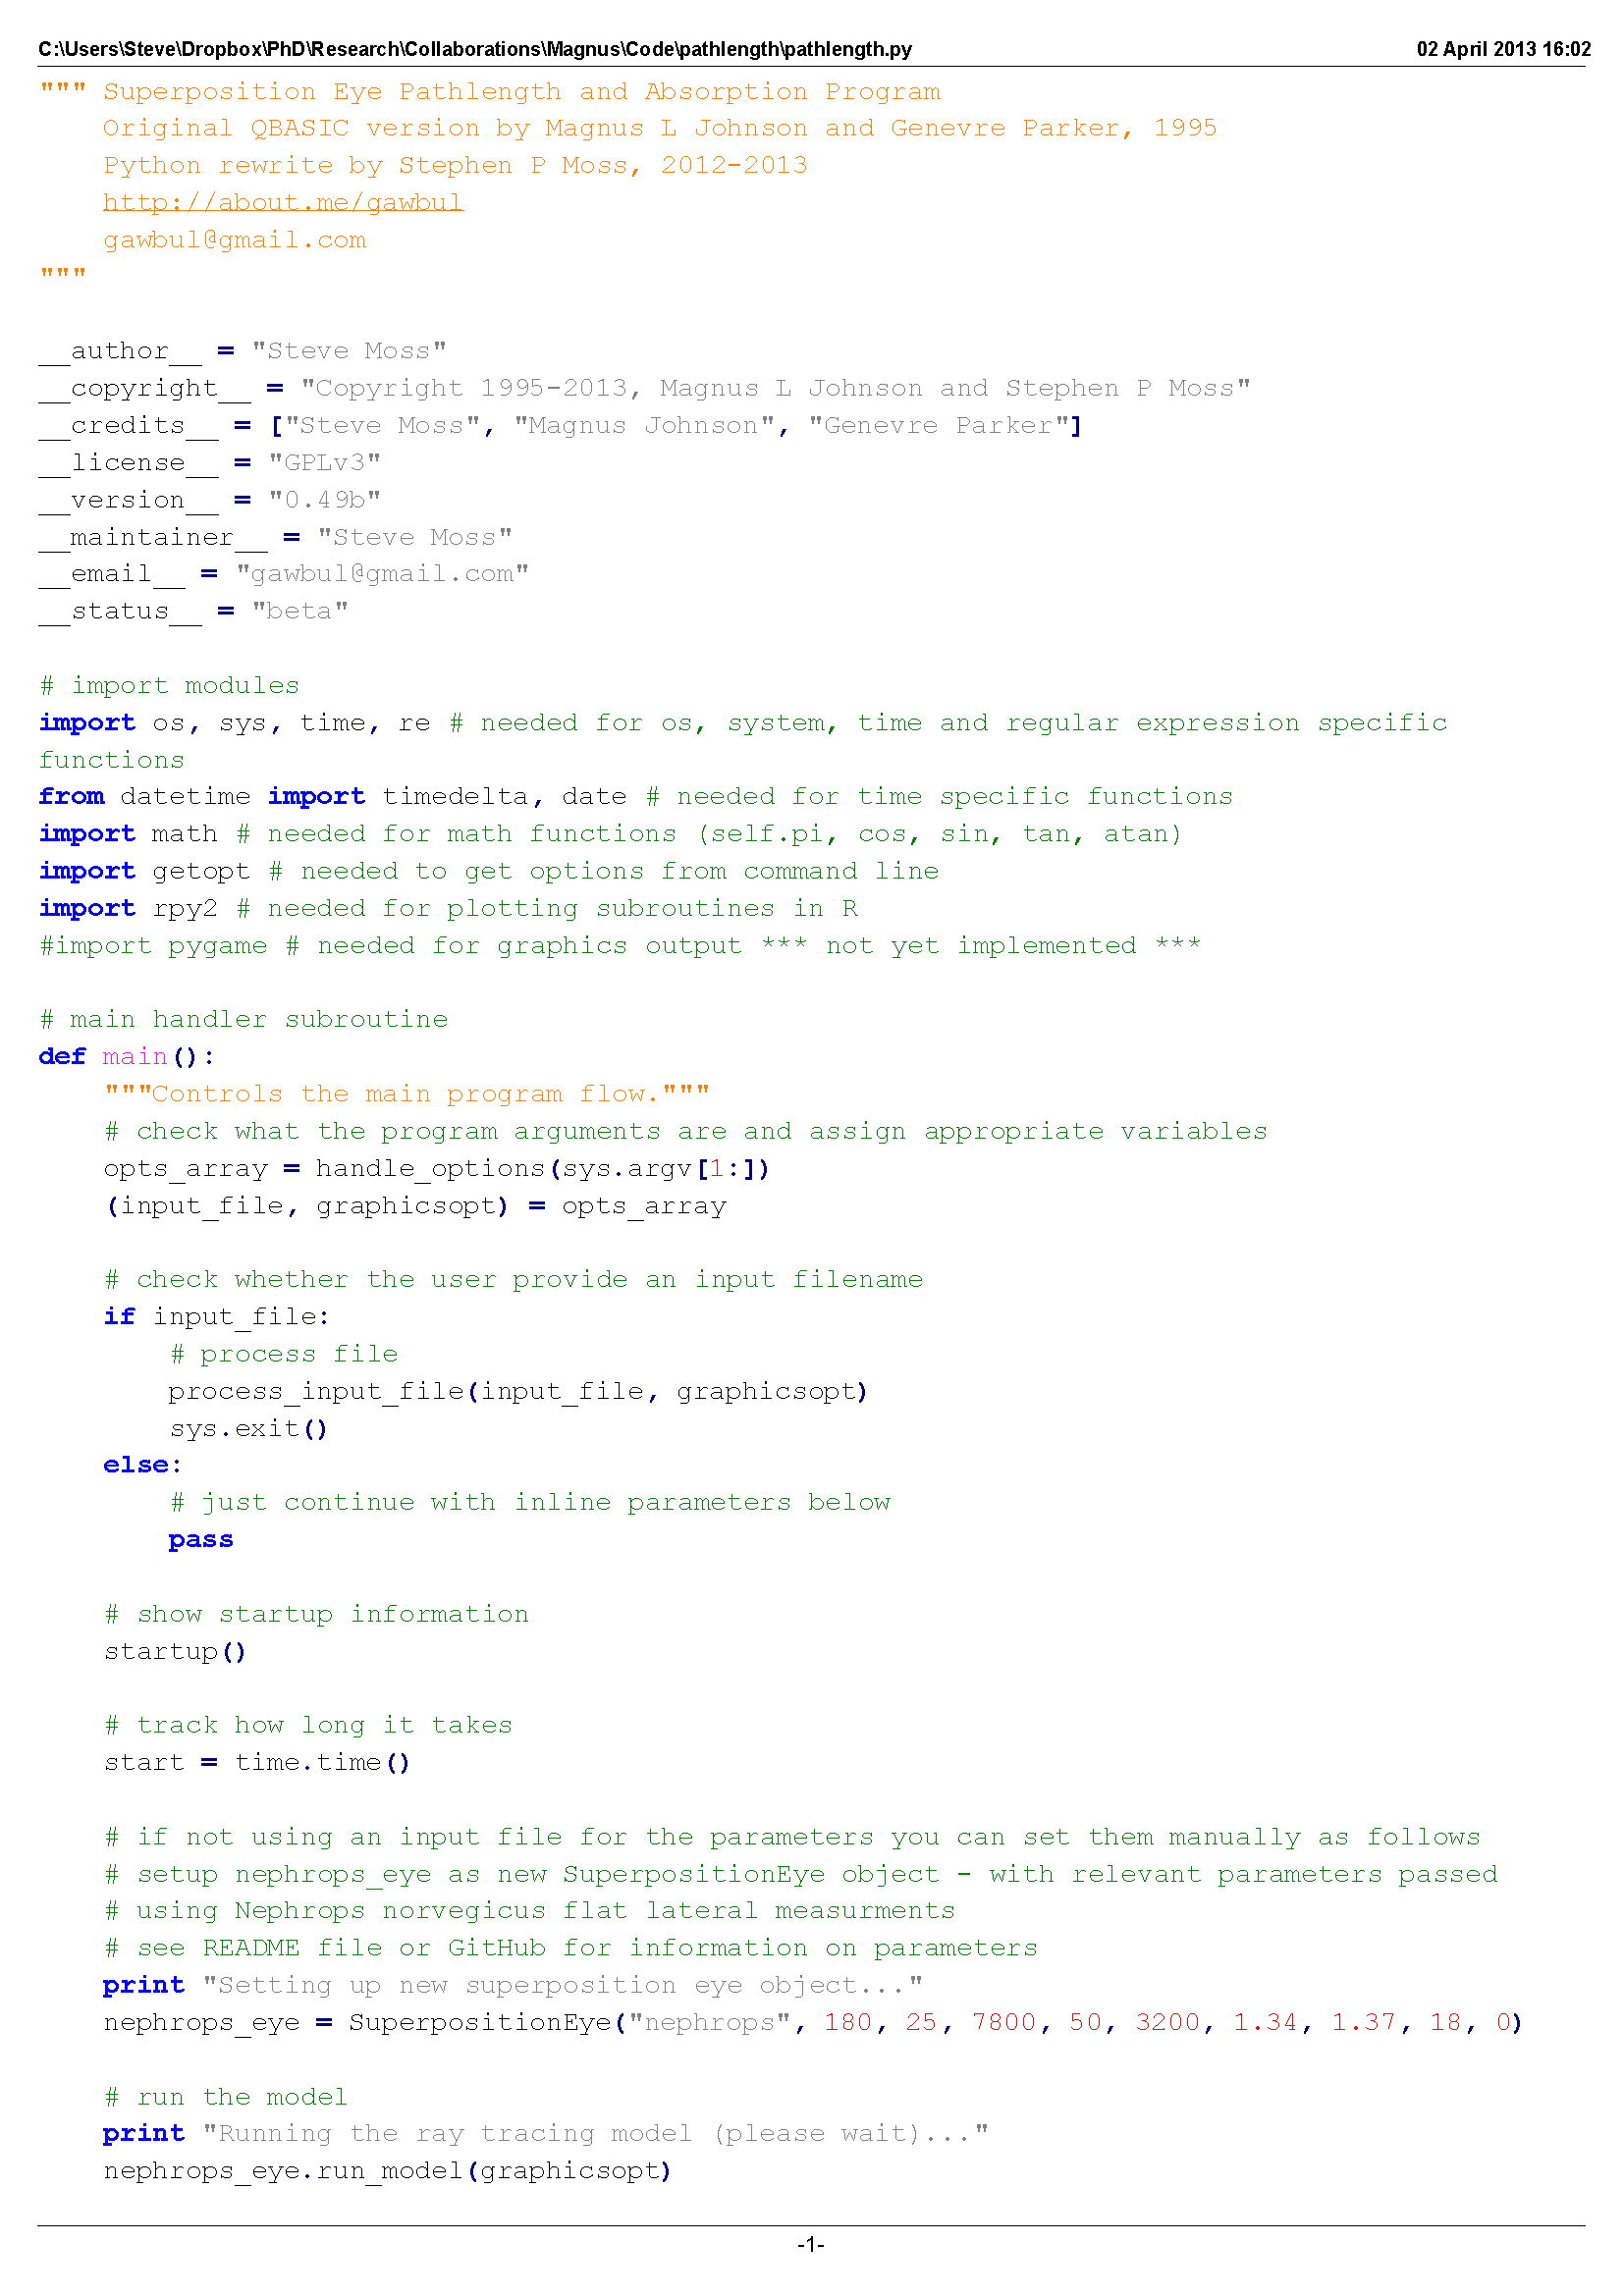 C:\Users\Steve\Dropbox\PhD\Research\Collaborations\Magnus\Code\pathlength\pathlength.py 02 April 2013 16:02
""" Superposition Eye Pathlength and Absorption Program
    Original QBASIC version by Magnus L Johnson and Genevre Parker, 1995
    Python rewrite by Stephen P Moss, 2012-2013
    http://about.me/gawbul
    gawbul@gmail.com
"""

__author__ = "Steve Moss"
__copyright__ = "Copyright 1995-2013, Magnus L Johnson and Stephen P Moss"
__credits__ = ["Steve Moss", "Magnus Johnson", "Genevre Parker"]
__license__ = "GPLv3"
__version__ = "0.49b"
__maintainer__ = "Steve Moss"
__email__ = "gawbul@gmail.com"
__status__ = "beta"

# import modules
import os, sys, time, re # needed for os, system, time and regular expression specific
functions
from datetime import timedelta, date # needed for time specific functions
import math # needed for math functions (self.pi, cos, sin, tan, atan)
import getopt # needed to get options from command line
import rpy2 # needed for plotting subroutines in R
#import pygame # needed for graphics output *** not yet implemented ***

# main handler subroutine
def main():
    """Controls the main program flow."""
    # check what the program arguments are and assign appropriate variables
    opts_array = handle_options(sys.argv[1:])
    (input_file, graphicsopt) = opts_array

    # check whether the user provide an input filename
    if input_file:
        # process file
        process_input_file(input_file, graphicsopt)
        sys.exit()
    else:
        # just continue with inline parameters below
        pass

    # show startup information
    startup()

    # track how long it takes
    start = time.time()

    # if not using an input file for the parameters you can set them manually as follows
    # setup nephrops_eye as new SuperpositionEye object - with relevant parameters passed
    # using Nephrops norvegicus flat lateral measurments
    # see README file or GitHub for information on parameters
    print "Setting up new superposition eye object..."
    nephrops_eye = SuperpositionEye("nephrops", 180, 25, 7800, 50, 3200, 1.34, 1.37, 18, 0)

    # run the model
    print "Running the ray tracing model (please wait)..."
    nephrops_eye.run_model(graphicsopt)
-1-